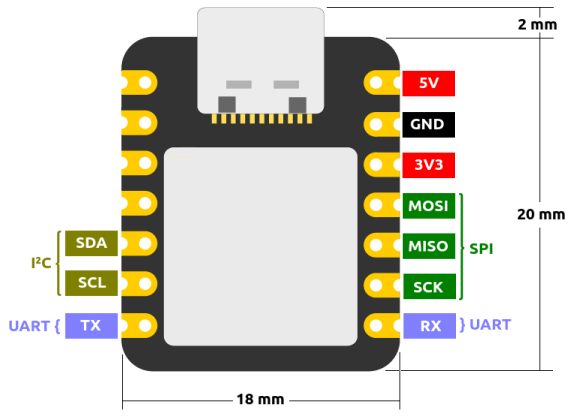 2 mm
5V
GND
3V3
MOSI
20 mm
SDA
MISO
I²C
SPI
SCL
SCK
UART { TX
RX } UART
18 mm